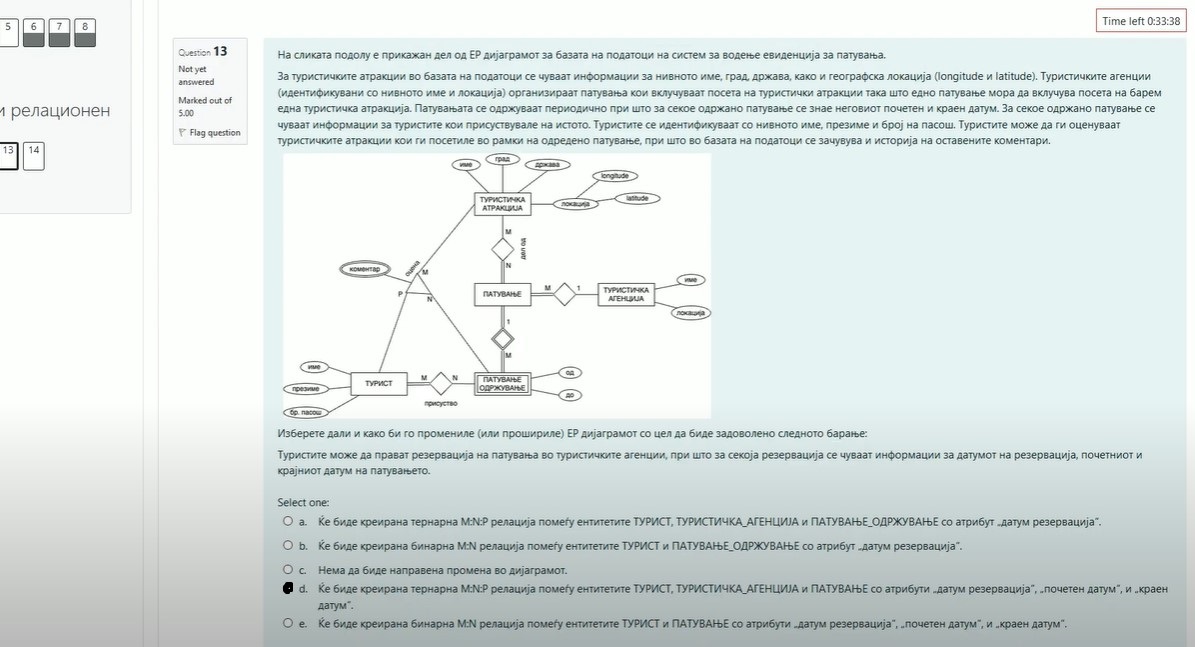 Time left 0:33:38
5 6 7 8
и релационен
13 14
Question 13
Not yet
answered
Marked out of
5.00
Flag question
На сликата подолу е прикажан дел од ЕР дијаграмот за базата на податоци на систем за водење евиденција за патувања.
За туристичките атракции во базата на податоци се чуваат информации за нивното име, град, држава, како и географска локација (longitude и latitude). Туристичките агенции
(идентификувани со нивното име и локација) организираат патувања кои вклучуваат посета на туристички атракции така што едно патување мора да вклучува посета на барем
една туристичка атракција. Патувањата се одржуваат периодично при што за секое одржано патување се знае неговиот почетен и краен датум. За секое одржано патување се
чуваат информации за туристите кои присуствувале на истото. Туристите се идентификуваат со нивното име, презиме и број на пасош. Туристите може да ги оценуваат
туристичките атракции кои ги посетиле во рамки на одредено патување, при што во базата на податоци се зачувува и историја на оставените коментари.
име град држава
longitude
latitude
ТУРИСТИЧКА
АТРАКЦИЈА
локација
M
дел од
N
коментар
оцена
M
P
N
ПАТУВАЊЕ
M
1
ТУРИСТИЧКА
АГЕНЦИЈА
име
локација
1
M
име
презиме
бр. пасош
ТУРИСТ
M
N
присуство
ПАТУВАЊЕ
ОДРЖУВАЊЕ
од
до
Изберете дали и како би го промениле (или прошириле) ЕР дијаграмот со цел да биде задоволено следното барање:
Туристите може да прават резервација на патувања во туристичките агенции, при што за секоја резервација се чуваат информации за датумот на резервација, почетниот и
крајниот датум на патувањето.
Select one:
a. Ќе биде креирана тернарна M:N:P релација помеѓу ентитетите ТУРИСТ, ТУРИСТИЧКА_АГЕНЦИЈА и ПАТУВАЊЕ_ОДРЖУВАЊЕ со атрибут „датум резервација“.
b. Ќе биде креирана бинарна M:N релација помеѓу ентитетите ТУРИСТ и ПАТУВАЊЕ_ОДРЖУВАЊЕ со атрибут „датум резервација“.
c. Нема да биде направена промена во дијаграмот.
d. Ќе биде креирана тернарна M:N:P релација помеѓу ентитетите ТУРИСТ, ТУРИСТИЧКА_АГЕНЦИЈА и ПАТУВАЊЕ со атрибути „датум резервација“, „почетен датум“, и „краен
датум“.
e. Ќе биде креирана бинарна M:N релација помеѓу ентитетите ТУРИСТ и ПАТУВАЊЕ со атрибути „датум резервација“, „почетен датум“, и „краен датум“.